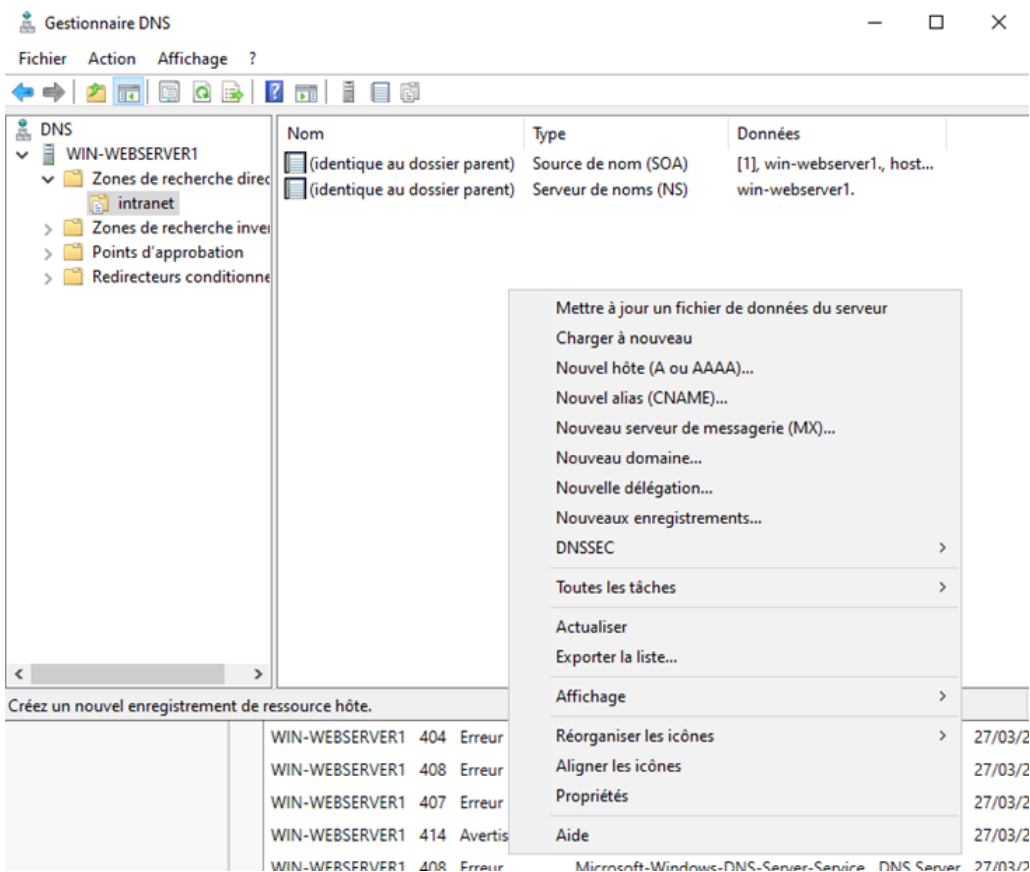 Gestionnaire DNS
Fichier Action Affichage ?
DNS
WIN-WEBSERVER1
Zones de recherche direc
intranet
Zones de recherche inve
Points d'approbation
Redirecteurs conditionne
Nom Type Données
(identique au dossier parent) Source de nom (SOA) [1], win-webserver1., host...
(identique au dossier parent) Serveur de noms (NS) win-webserver1.
Mettre à jour un fichier de données du serveur
Charger à nouveau
Nouvel hôte (A ou AAAA)...
Nouvel alias (CNAME)...
Nouveau serveur de messagerie (MX)...
Nouveau domaine...
Nouvelle délégation...
Nouveaux enregistrements...
DNSSEC
Toutes les tâches
Actualiser
Exporter la liste...
Affichage
Réorganiser les icônes
Aligner les icônes
Propriétés
Aide
Créez un nouvel enregistrement de ressource hôte.
WIN-WEBSERVER1 404 Erreur 27/03/2
WIN-WEBSERVER1 408 Erreur 27/03/2
WIN-WEBSERVER1 407 Erreur 27/03/2
WIN-WEBSERVER1 414 Avertis 27/03/2
WIN-WEBSERVER1 408 Erreur Microsoft-Windows-DNS-Server-Service DNS Server 27/03/2